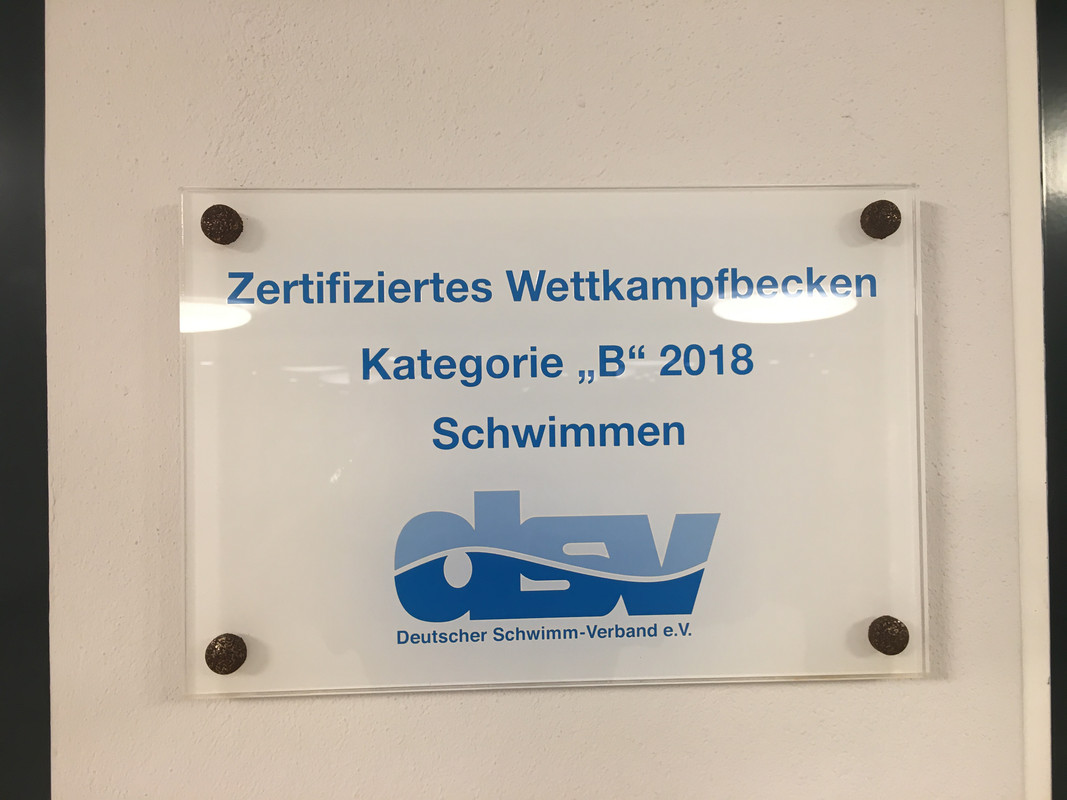 Zertifiziertes Wettkampfbecken
Kategorie „B“ 2018
Schwimmen
dsv
Deutscher Schwimm-Verband e.V.